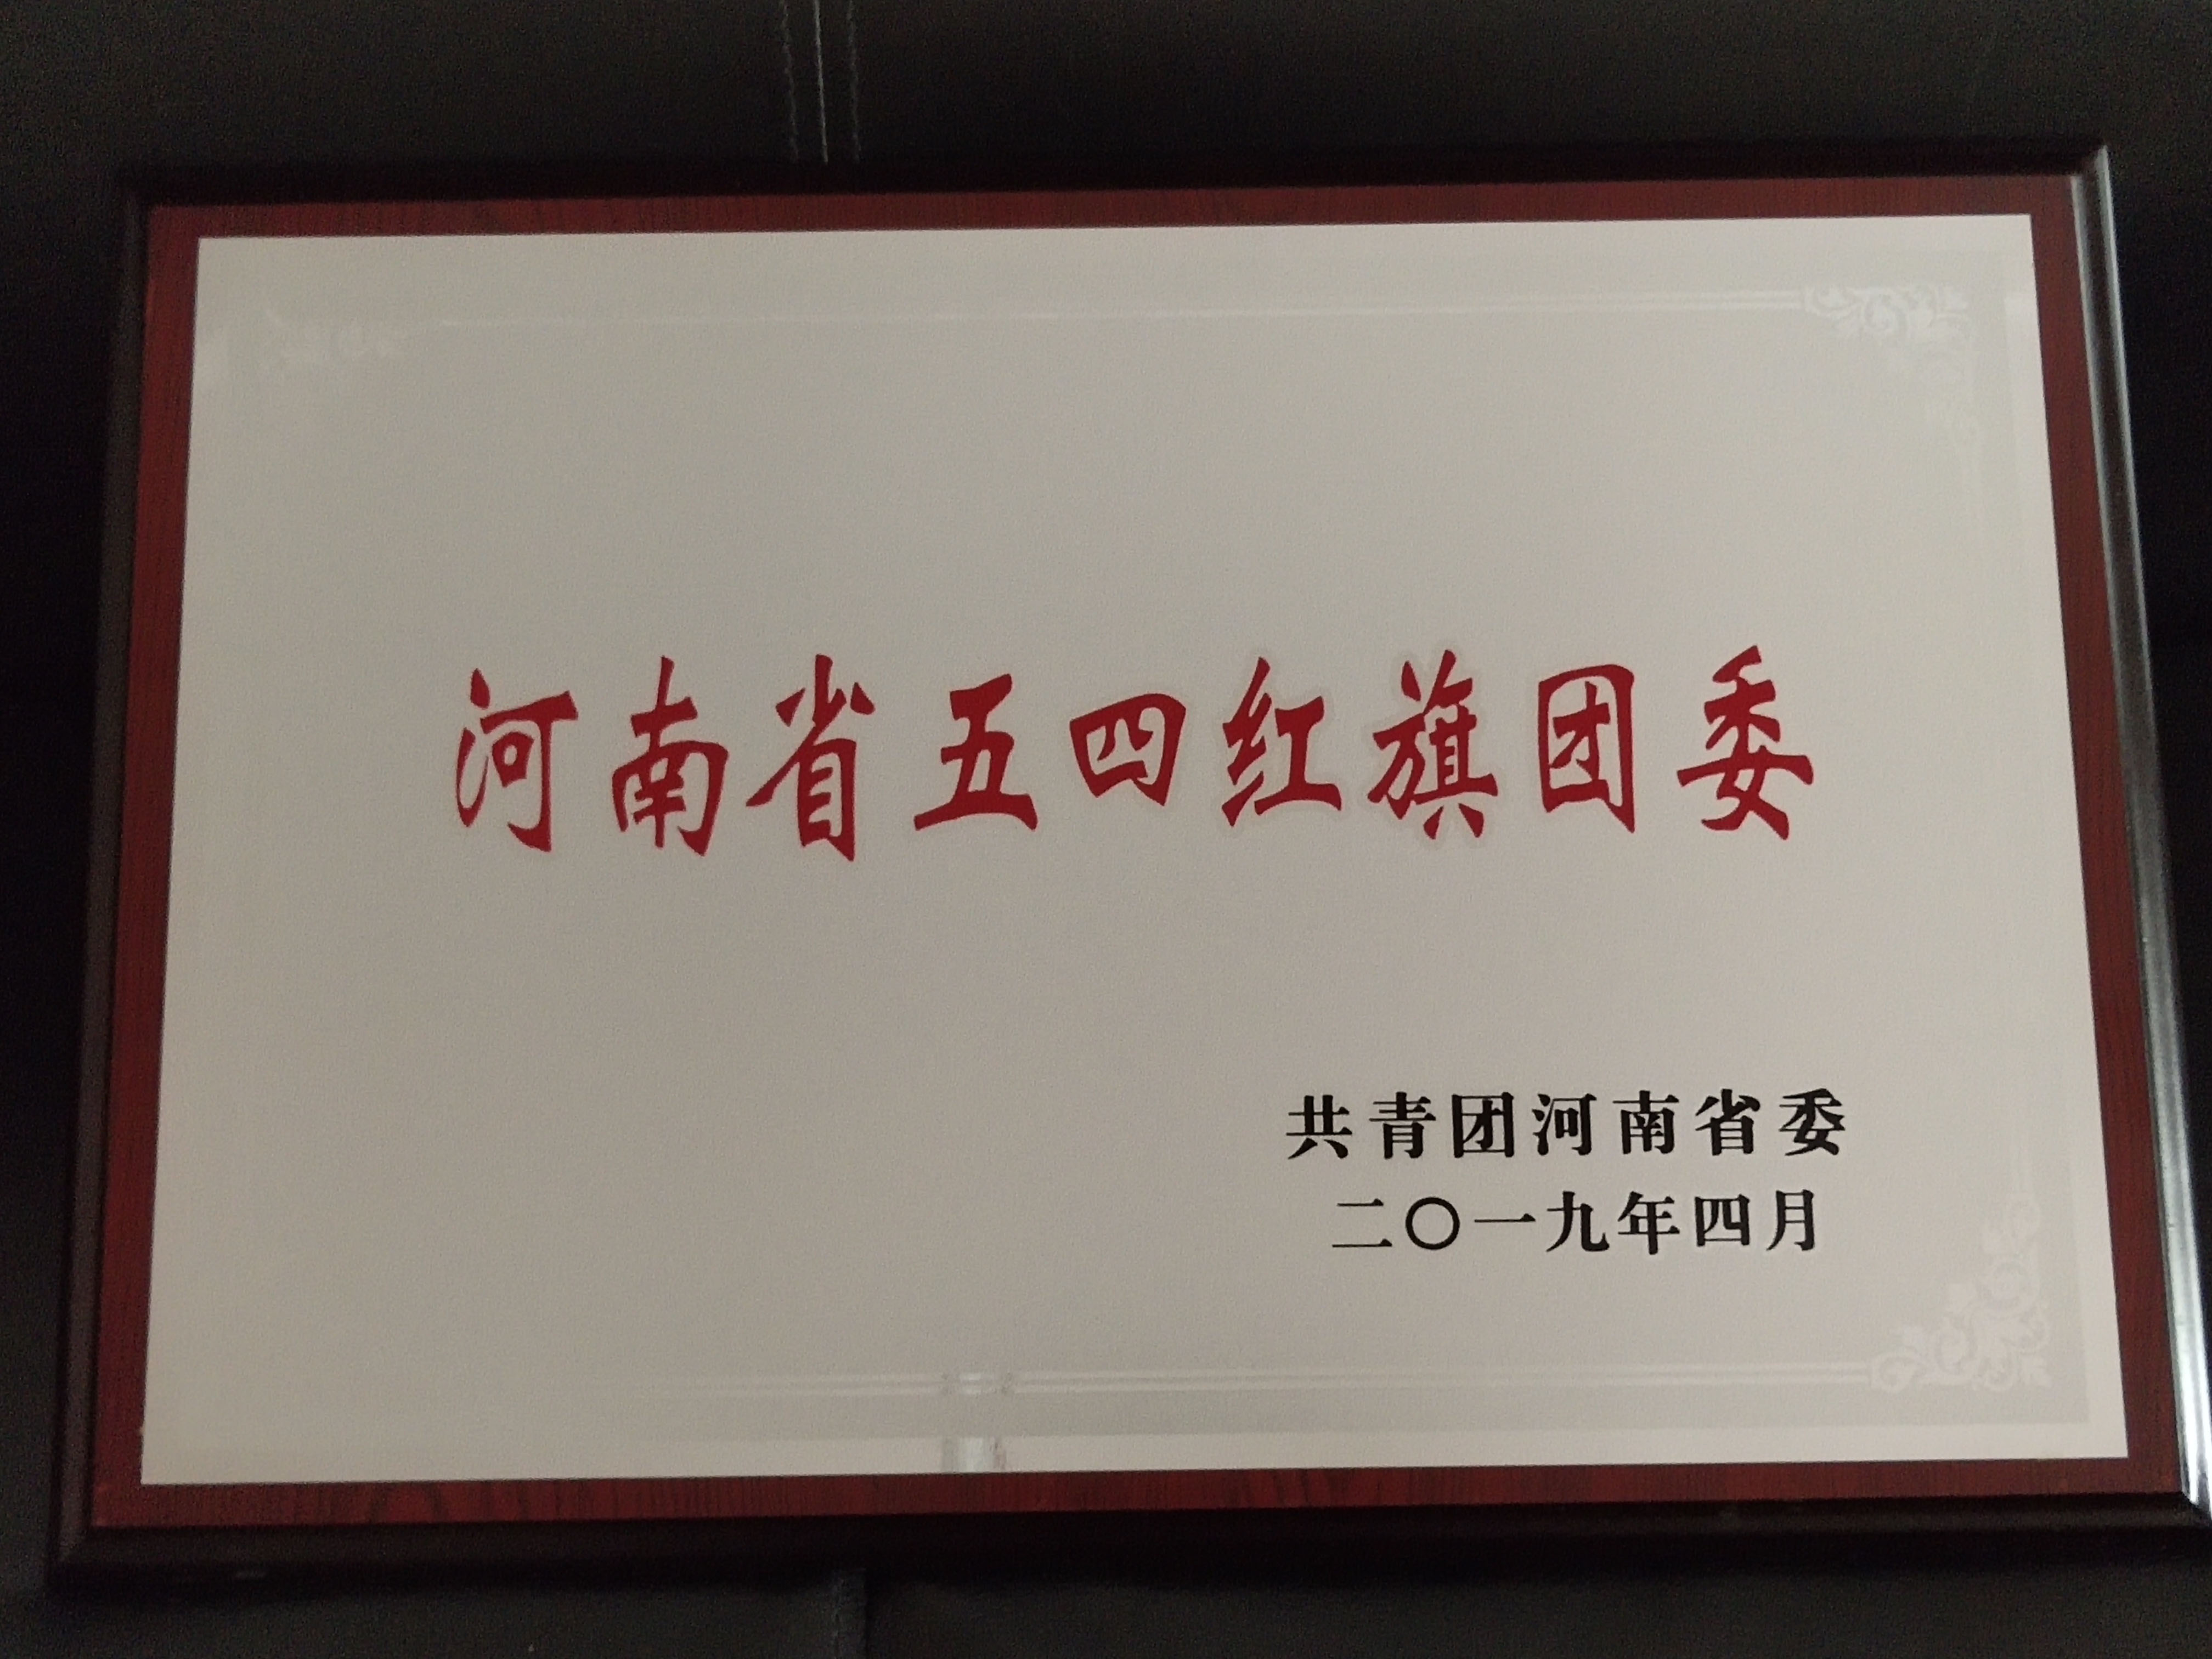 河南省五四红旗团委
共青团河南省委
二〇一九年四月